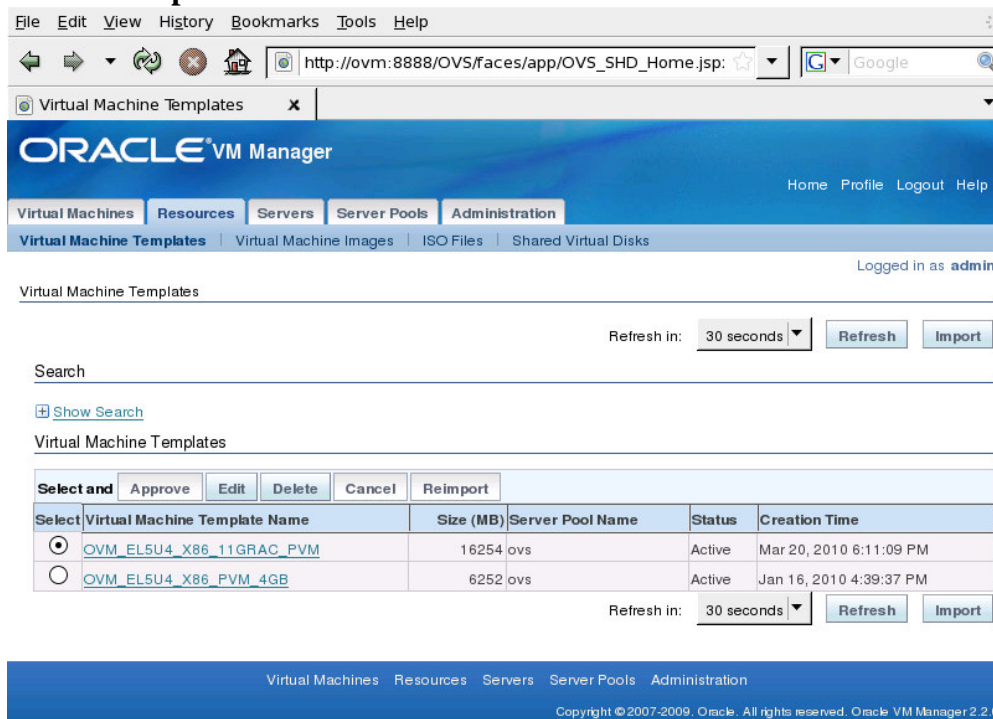 File Edit View History Bookmarks Tools Help
http://ovm:8888/OVS/faces/app/OVS_SHD_Home.jsp: G Google
Virtual Machine Templates x
ORACLE VM Manager
Home Profile Logout Help
Virtual Machines Resources Servers Server Pools Administration
Virtual Machine Templates | Virtual Machine Images | ISO Files | Shared Virtual Disks
Logged in as admin
Virtual Machine Templates
Refresh in: 30 seconds Refresh Import
Search
Show Search
Virtual Machine Templates
Select and Approve Edit Delete Cancel Reimport
Select Virtual Machine Template Name Size (MB) Server Pool Name Status Creation Time
OVM_EL5U4_X86_11GRAC_PVM 16254 ovs Active Mar 20, 2010 6:11:09 PM
OVM_EL5U4_X86_PVM_4GB 6252 ovs Active Jan 16, 2010 4:39:37 PM
Refresh in: 30 seconds Refresh Import
Virtual Machines Resources Servers Server Pools Administration
Copyright © 2007-2009. Oracle. All rights reserved. Oracle VM Manager 2.2.